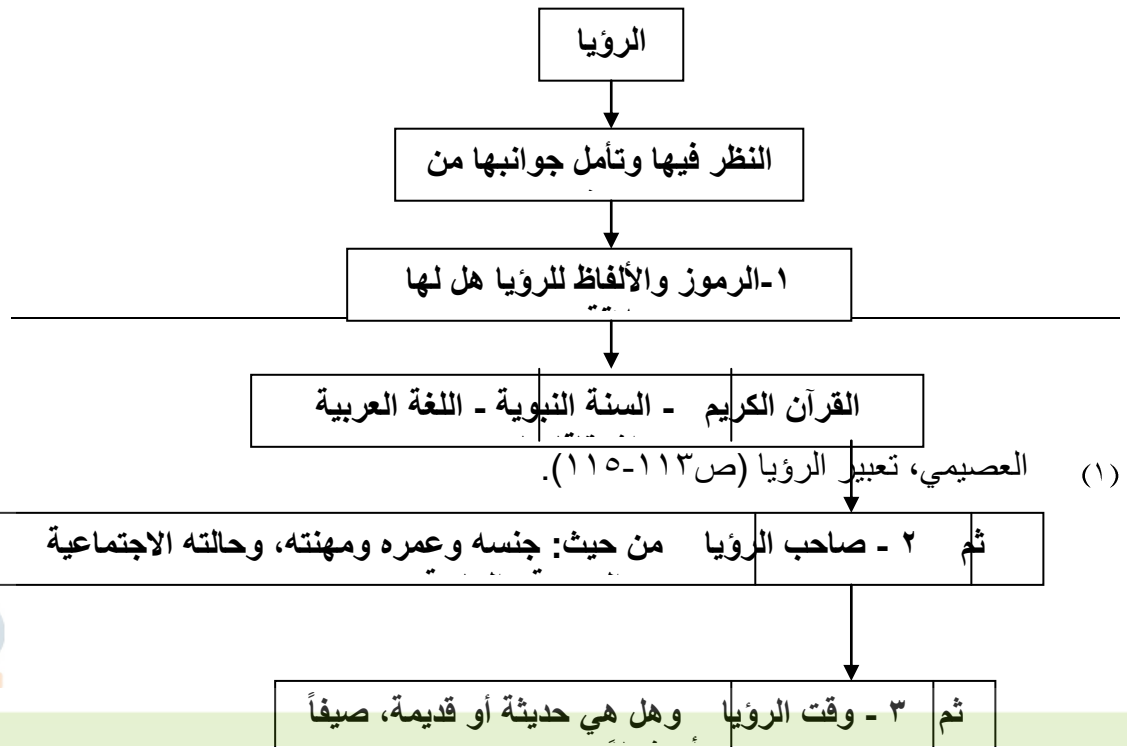 الرؤيا
النظر فيها وتأمل جوانبها من
١-الرموز والألفاظ للرؤيا هل لها
القرآن الكريم - السنة النبوية - اللغة العربية
(١) العصيمي، تعبير الرؤيا (ص١١٣-١١٥).
ثم ٢ - صاحب الرؤيا من حيث: جنسه وعمره ومهنته، وحالته الاجتماعية
ثم ٣ - وقت الرؤيا وهل هي حديثة أو قديمة، صيفاً